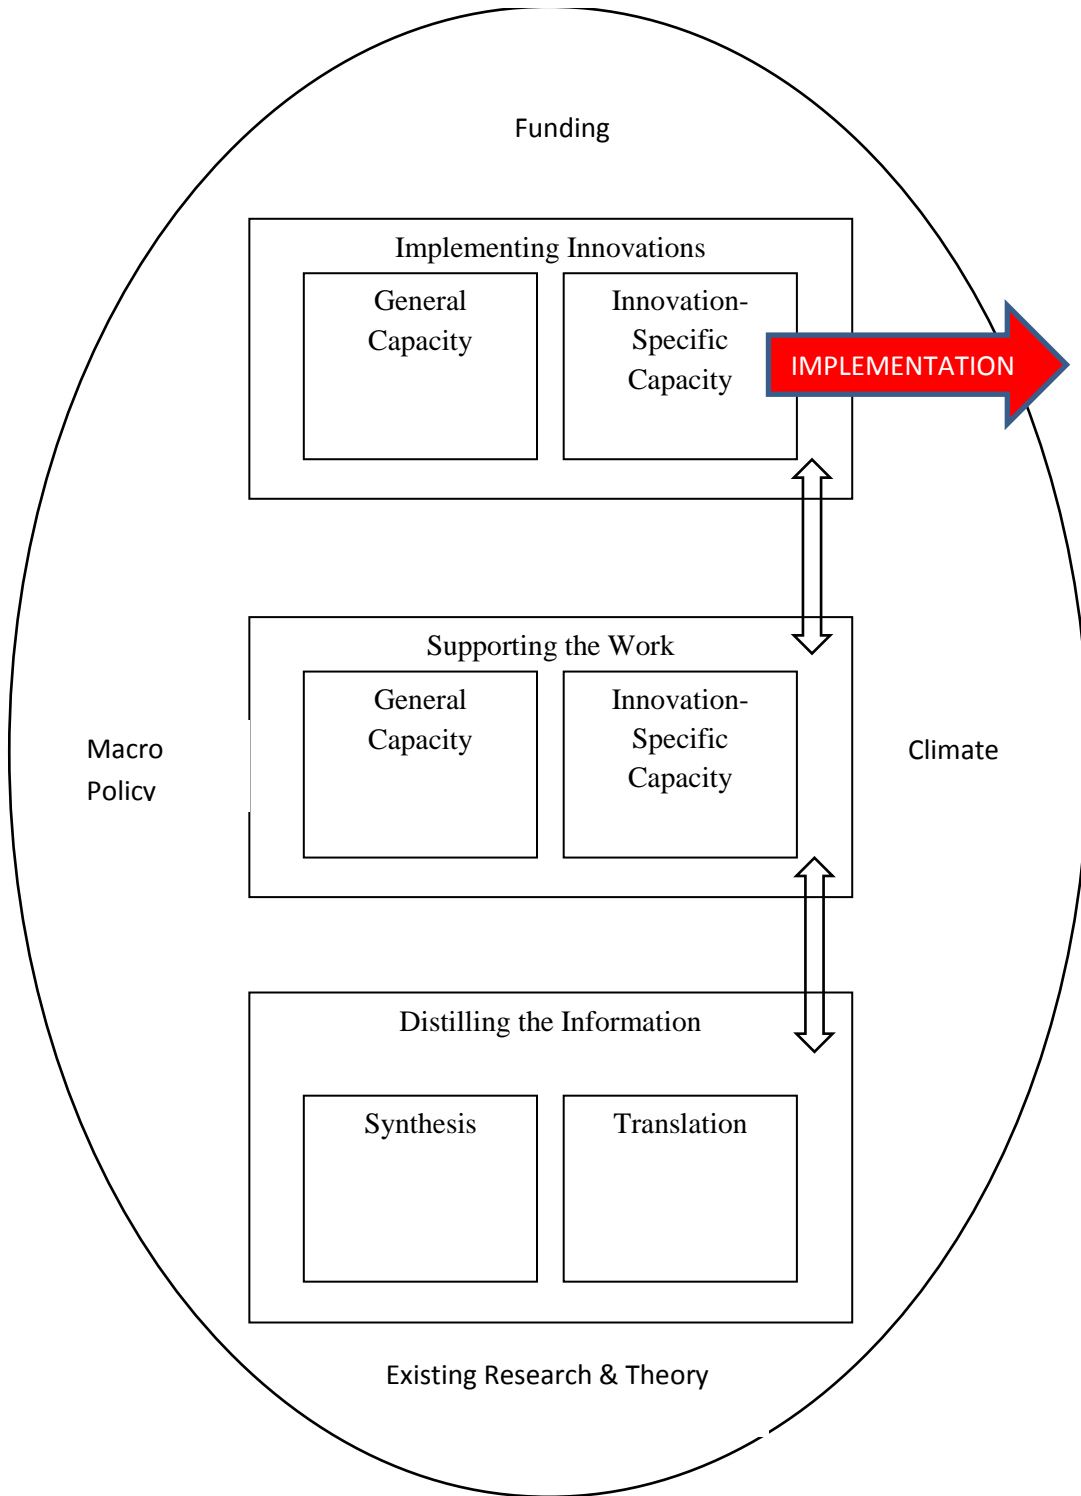 Funding
Implementing Innovations
General
Capacity
Innovation-
Specific
Capacity
IMPLEMENTATION
Supporting the Work
General
Capacity
Innovation-
Specific
Capacity
Macro
Policy
Climate
Distilling the Information
Synthesis
Translation
Existing Research & Theory